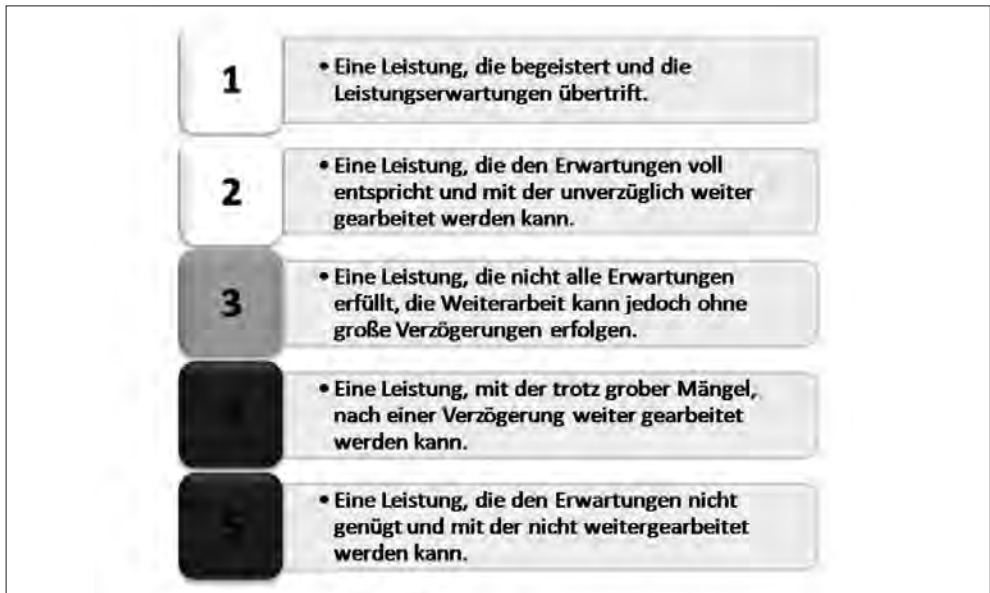 1
• Eine Leistung, die begeistert und die
Leistungserwartungen übertrift.
2
• Eine Leistung, die den Erwartungen voll
entspricht und mit der unverzüglich weiter
gearbeitet werden kann.
3
• Eine Leistung, die nicht alle Erwartungen
erfüllt, die Weiterarbeit kann jedoch ohne
große Verzögerungen erfolgen.
4
• Eine Leistung, mit der trotz grober Mängel,
nach einer Verzögerung weiter gearbeitet
werden kann.
5
• Eine Leistung, die den Erwartungen nicht
genügt und mit der nicht weitergearbeitet
werden kann.